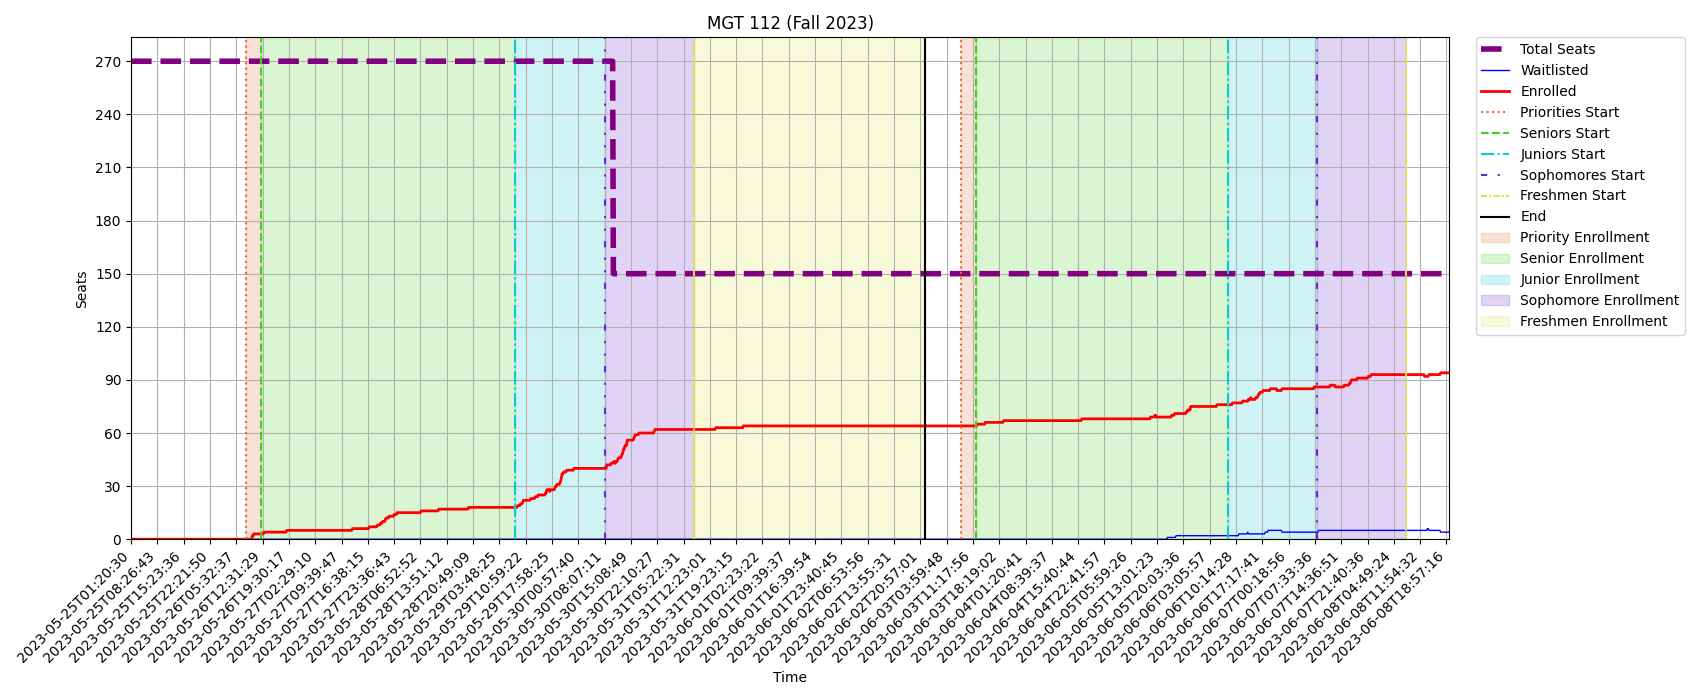 MGT 112 (Fall 2023)
Seats
270
240
210
180
150
120
90
60
30
0
2023-05-25T01:20:30
2023-05-25T08:26:43
2023-05-25T15:23:36
2023-05-25T22:21:50
2023-05-26T05:32:37
2023-05-26T12:31:29
2023-05-26T19:30:17
2023-05-27T02:29:10
2023-05-27T09:39:47
2023-05-27T16:38:15
2023-05-27T23:36:43
2023-05-28T06:52:52
2023-05-28T13:51:12
2023-05-28T20:49:09
2023-05-29T03:48:25
2023-05-29T10:59:22
2023-05-29T17:58:25
2023-05-30T00:57:40
2023-05-30T08:07:11
2023-05-30T15:08:49
2023-05-30T22:10:27
2023-05-31T05:22:31
2023-05-31T12:23:01
2023-05-31T19:23:15
2023-06-01T02:23:22
2023-06-01T09:39:37
2023-06-01T16:39:54
2023-06-01T23:40:45
2023-06-02T06:53:56
2023-06-02T13:55:31
2023-06-02T20:57:01
2023-06-03T03:59:48
2023-06-03T11:17:56
2023-06-03T18:19:02
2023-06-04T01:20:41
2023-06-04T08:39:37
2023-06-04T15:40:44
2023-06-04T22:41:57
2023-06-05T05:59:26
2023-06-05T13:01:23
2023-06-05T20:03:36
2023-06-06T03:05:57
2023-06-06T10:14:28
2023-06-06T17:17:41
2023-06-07T00:18:56
2023-06-07T07:33:36
2023-06-07T14:36:51
2023-06-07T21:40:36
2023-06-08T04:49:24
2023-06-08T11:54:32
2023-06-08T18:57:16
Time
Total Seats
Waitlisted
Enrolled
Priorities Start
Seniors Start
Juniors Start
Sophomores Start
Freshmen Start
End
Priority Enrollment
Senior Enrollment
Junior Enrollment
Sophomore Enrollment
Freshmen Enrollment